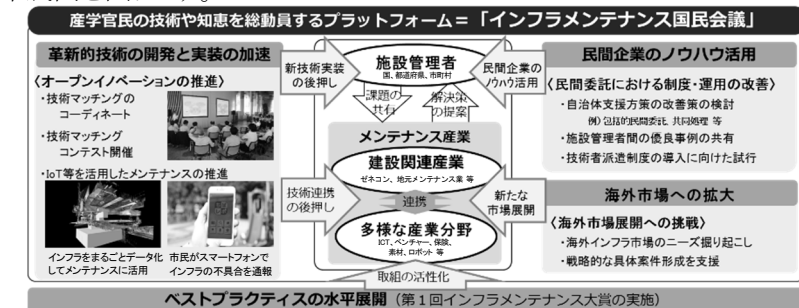 産学官民の技術や知恵を総動員するプラットフォーム=「インフラメンテナンス国民会議」
革新的技術の開発と実装の加速
〈オープンイノベーションの推進〉
・技術マッチングの
コーディネート
・技術マッチング
コンテスト開催
・IoT等を活用したメンテナンスの推進
インフラをまるごとデータ化
してメンテナンスに活用
市民がスマートフォンで
インフラの不具合を通報
新技術実装
の後押し
施設管理者
国、都道府県、市町村
民間企業の
ノウハウ活用
課題の
共有
解決策
の提案
メンテナンス産業
建設関連産業
ゼネコン、地元メンテナンス業 等
技術連携
の後押し
連携
新たな
市場展開
多様な産業分野
ICT、ベンチャー、保険、
素材、ロボット 等
取組の活性化
民間企業のノウハウ活用
〈民間委託における制度・運用の改善〉
・自治体支援方策の改善策の検討
例)包括的民間委託、共同処理 等
・施設管理者間の優良事例の共有
・技術者派遣制度の導入に向けた試行
海外市場への拡大
〈海外市場展開への挑戦〉
・海外インフラ市場のニーズ掘り起こし
・戦略的な具体案件形成を支援
ベストプラクティスの水平展開(第1回インフラメンテナンス大賞の実施)